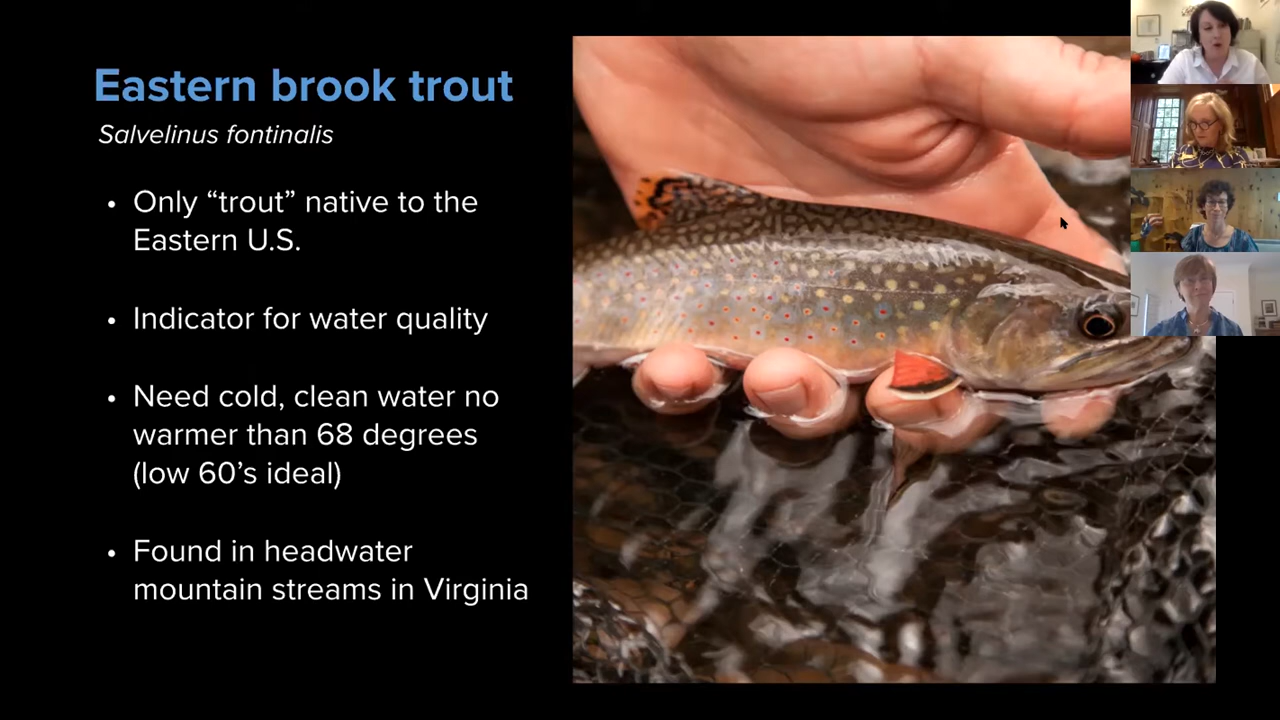 Eastern brook trout
Salvelinus fontinalis
• Only “trout” native to the
Eastern U.S.
• Indicator for water quality
• Need cold, clean water no
warmer than 68 degrees
(low 60’s ideal)
• Found in headwater
mountain streams in Virginia